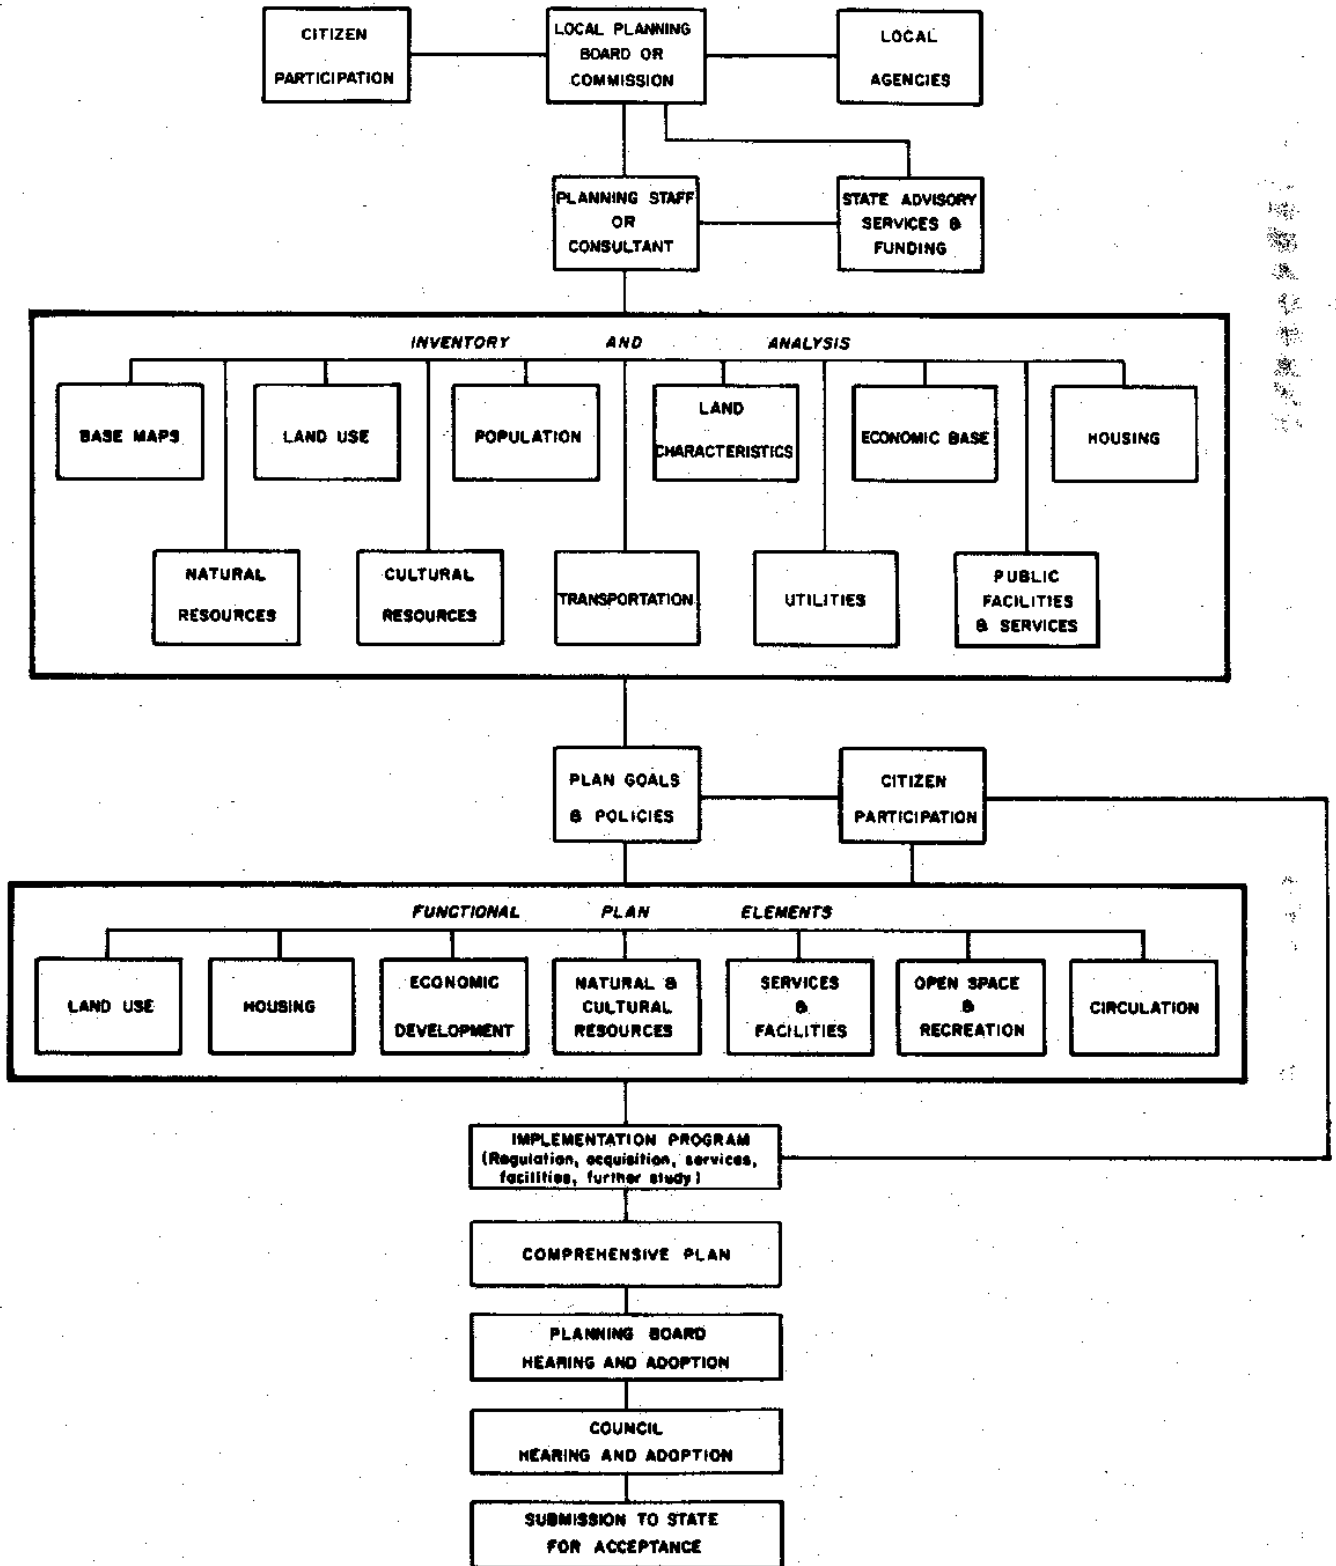 CITIZEN
PARTICIPATION
LOCAL PLANNING
BOARD OR
COMMISSION
LOCAL
AGENCIES
PLANNING STAFF
OR
CONSULTANT
STATE ADVISORY
SERVICES &
FUNDING
INVENTORY AND ANALYSIS
BASE MAPS
LAND USE
POPULATION
LAND
CHARACTERISTICS
ECONOMIC BASE
HOUSING
NATURAL
RESOURCES
CULTURAL
RESOURCES
TRANSPORTATION
UTILITIES
PUBLIC
FACILITIES
& SERVICES
PLAN GOALS
& POLICIES
CITIZEN
PARTICIPATION
FUNCTIONAL PLAN ELEMENTS
LAND USE
HOUSING
ECONOMIC
DEVELOPMENT
NATURAL &
CULTURAL
RESOURCES
SERVICES
&
FACILITIES
OPEN SPACE
&
RECREATION
CIRCULATION
IMPLEMENTATION PROGRAM
(Regulation, acquisition, services,
facilities, further study)
COMPREHENSIVE PLAN
PLANNING BOARD
HEARING AND ADOPTION
COUNCIL
HEARING AND ADOPTION
SUBMISSION TO STATE
FOR ACCEPTANCE